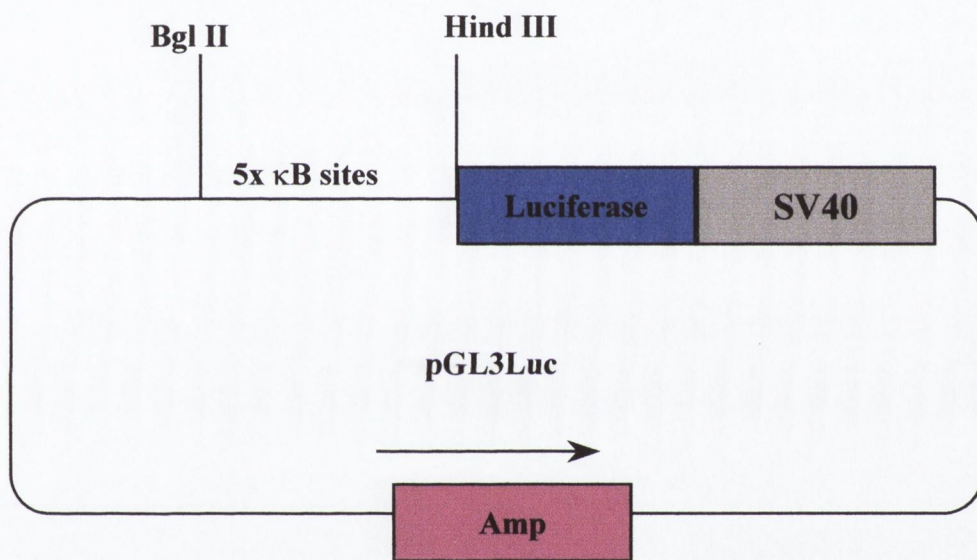 Bgl II
Hind III
5x κB sites
Luciferase
SV40
pGL3Luc
Amp